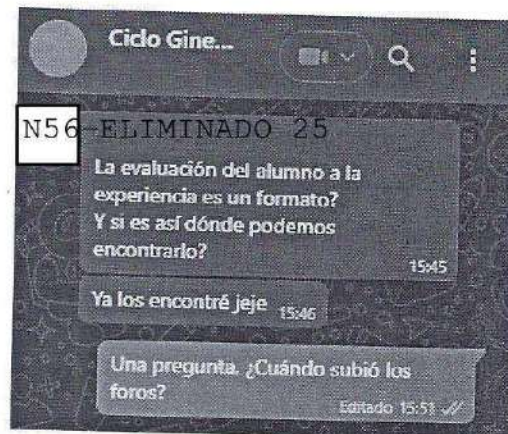 Ciclo Gine...
N56-ELIMINADO 25
La evaluación del alumno a la
experiencia es un formato?
Y si es así dónde podemos
encontrarlo?
15:45
Ya los encontré jeje 15:46
Una pregunta. ¿Cuándo subió los
foros?
Editado 15:51